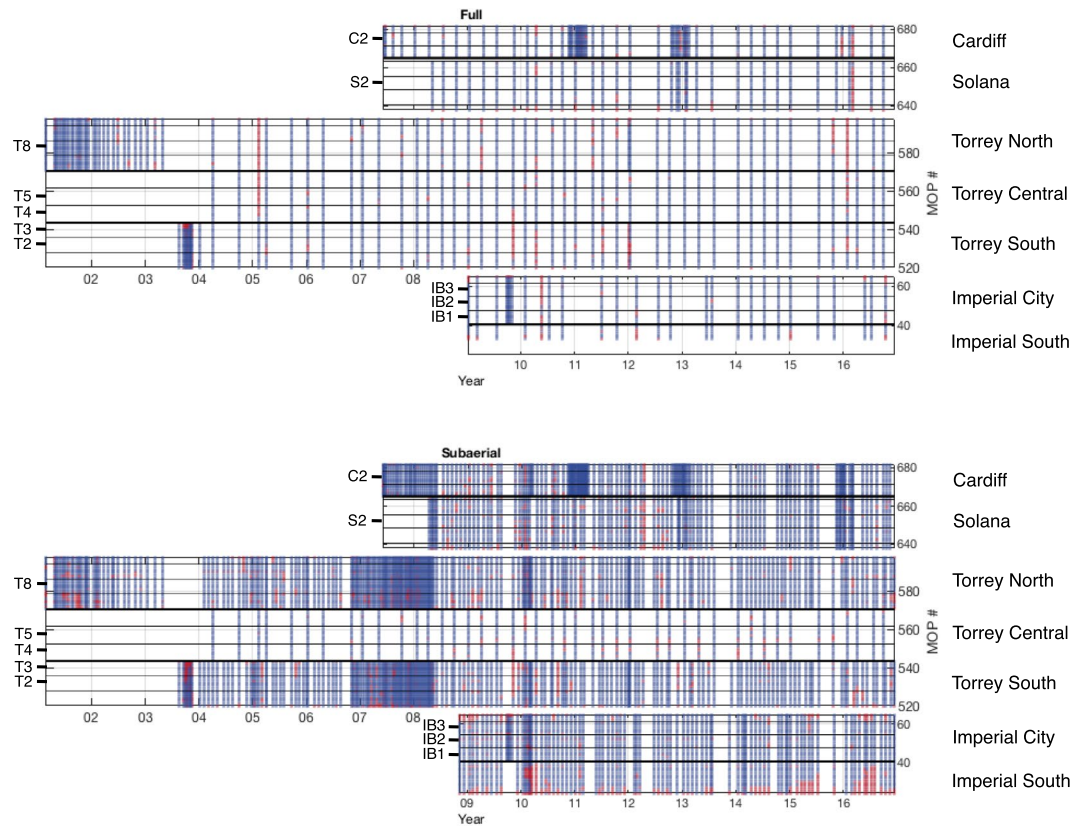 Full
C2
680
Cardiff
660
S2
Solana
640
T8
580
Torrey North
T5
560
MOP #
Torrey Central
T4
T3
540
T2
Torrey South
520
02 03 04 05 06 07 08
IB3
60
IB2
Imperial City
IB1
40
Imperial South
10 11 12 13 14 15 16
Year
Subaerial
C2
680
Cardiff
660
S2
Solana
640
T8
580
Torrey North
T5
560
MOP #
Torrey Central
T4
T3
540
T2
Torrey South
520
02 03 04 05 06 07 08
IB3
60
IB2
Imperial City
IB1
40
Imperial South
09 10 11 12 13 14 15 16
Year